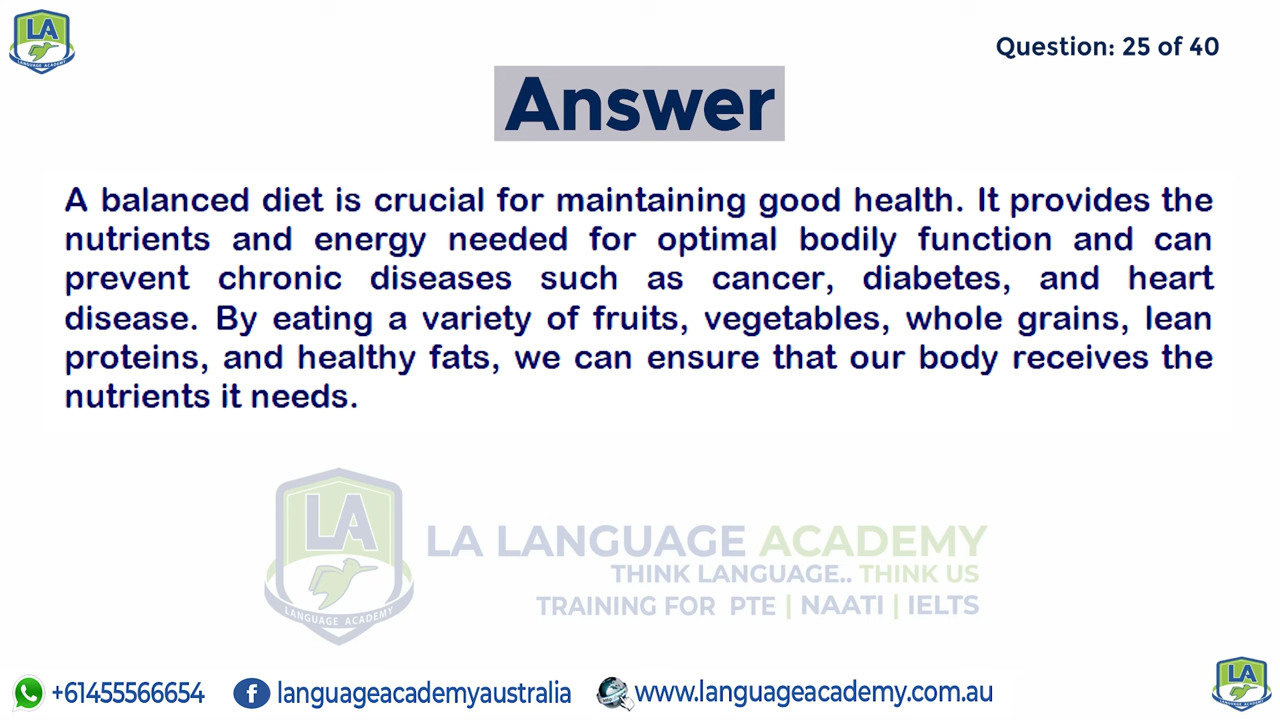 LA
LANGUAGE ACADEMY
Question: 25 of 40
Answer
A balanced diet is crucial for maintaining good health. It provides the
nutrients and energy needed for optimal bodily function and can
prevent chronic diseases such as cancer, diabetes, and heart
disease. By eating a variety of fruits, vegetables, whole grains, lean
proteins, and healthy fats, we can ensure that our body receives the
nutrients it needs.
LA
LANGUAGE ACADEMY
LA LANGUAGE ACADEMY
THINK LANGUAGE.. THINK US
TRAINING FOR PTE | NAATI | IELTS
+61455566654
languageacademyaustralia
www.languageacademy.com.au
LA
LANGUAGE ACADEMY